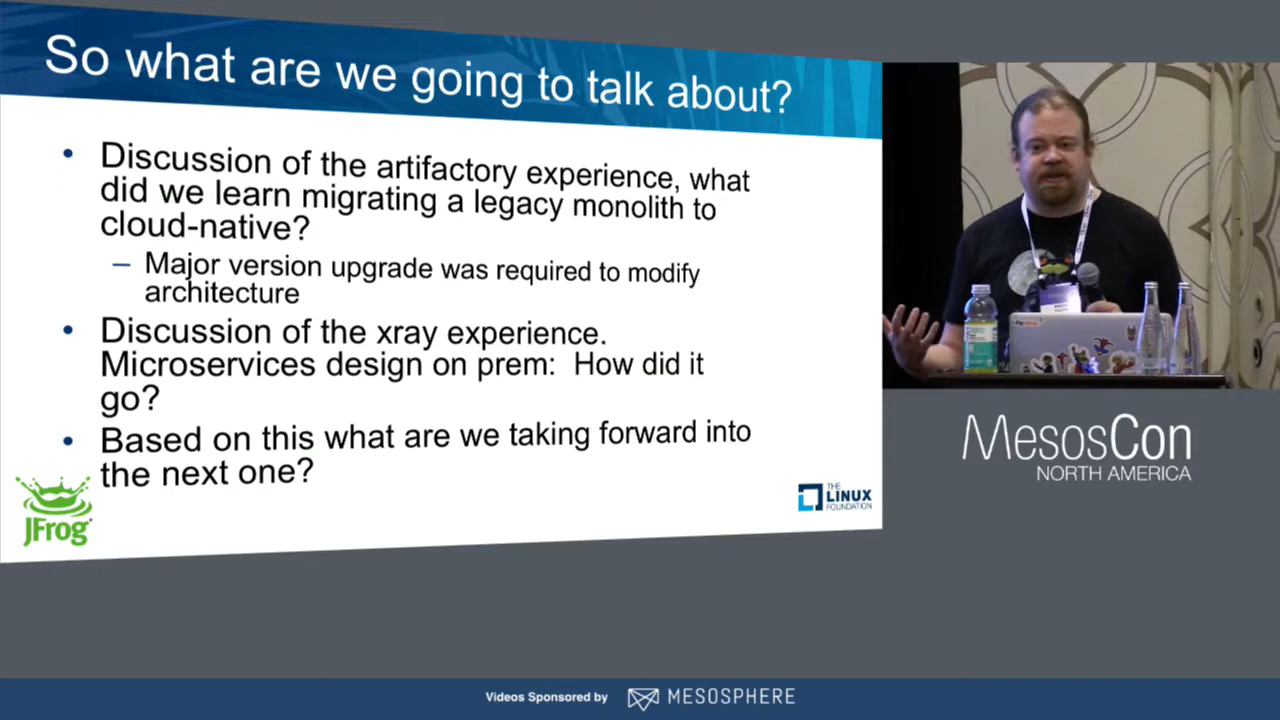 So what are we going to talk about?
• Discussion of the artifactory experience, what
did we learn migrating a legacy monolith to
cloud-native?
– Major version upgrade was required to modify
architecture
• Discussion of the xray experience.
Microservices design on prem: How did it
go?
• Based on this what are we taking forward into
the next one?
JFrog
THE
LINUX
FOUNDATION
MesosCon
NORTH AMERICA
Videos Sponsored by
MESOSPHERE